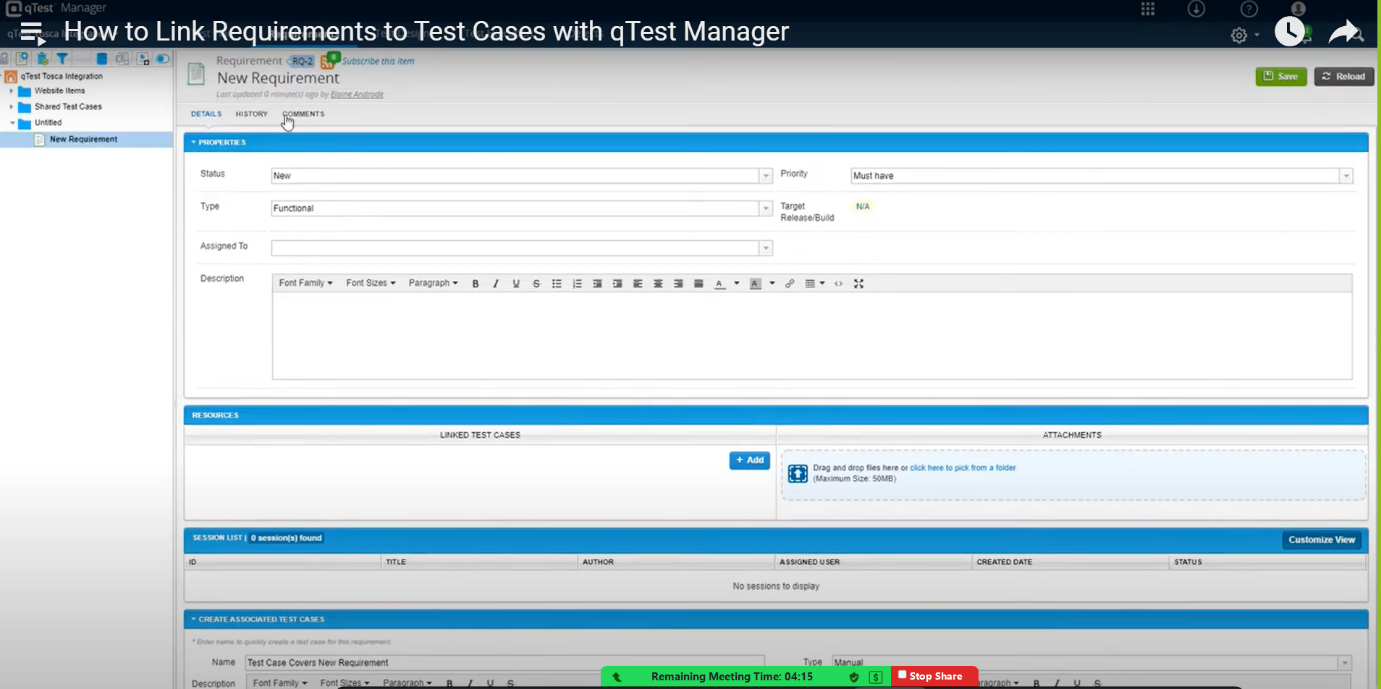 qTest Manager
How to Link Requirements to Test Cases with qTest Manager
Requirement RQ-2 Subscribe this item
New Requirement
Last updated 0 minute(s) ago by Elaine Andrade
Save Reload
qTest Tosca Integration
Website Items
Shared Test Cases
Untitled
New Requirement
DETAILS HISTORY COMMENTS
PROPERTIES
Status New Priority Must have
Type Functional Target Release/Build N/A
Assigned To
Description Font Family Font Sizes Paragraph B I U S A A
RESOURCES
LINKED TEST CASES ATTACHMENTS
+ Add
Drag and drop files here or click here to pick from a folder
(Maximum Size: 50MB)
SESSION LIST | 0 session(s) found Customize View
ID TITLE AUTHOR ASSIGNED USER CREATED DATE STATUS
No sessions to display
CREATE ASSOCIATED TEST CASES
* Enter name to quickly create a test case for this requirement.
Name Test Case Covers New Requirement Type Manual
Remaining Meeting Time: 04:15 Stop Share
Description Font Family Font Sizes Paragraph B I U S aragraph B I U S